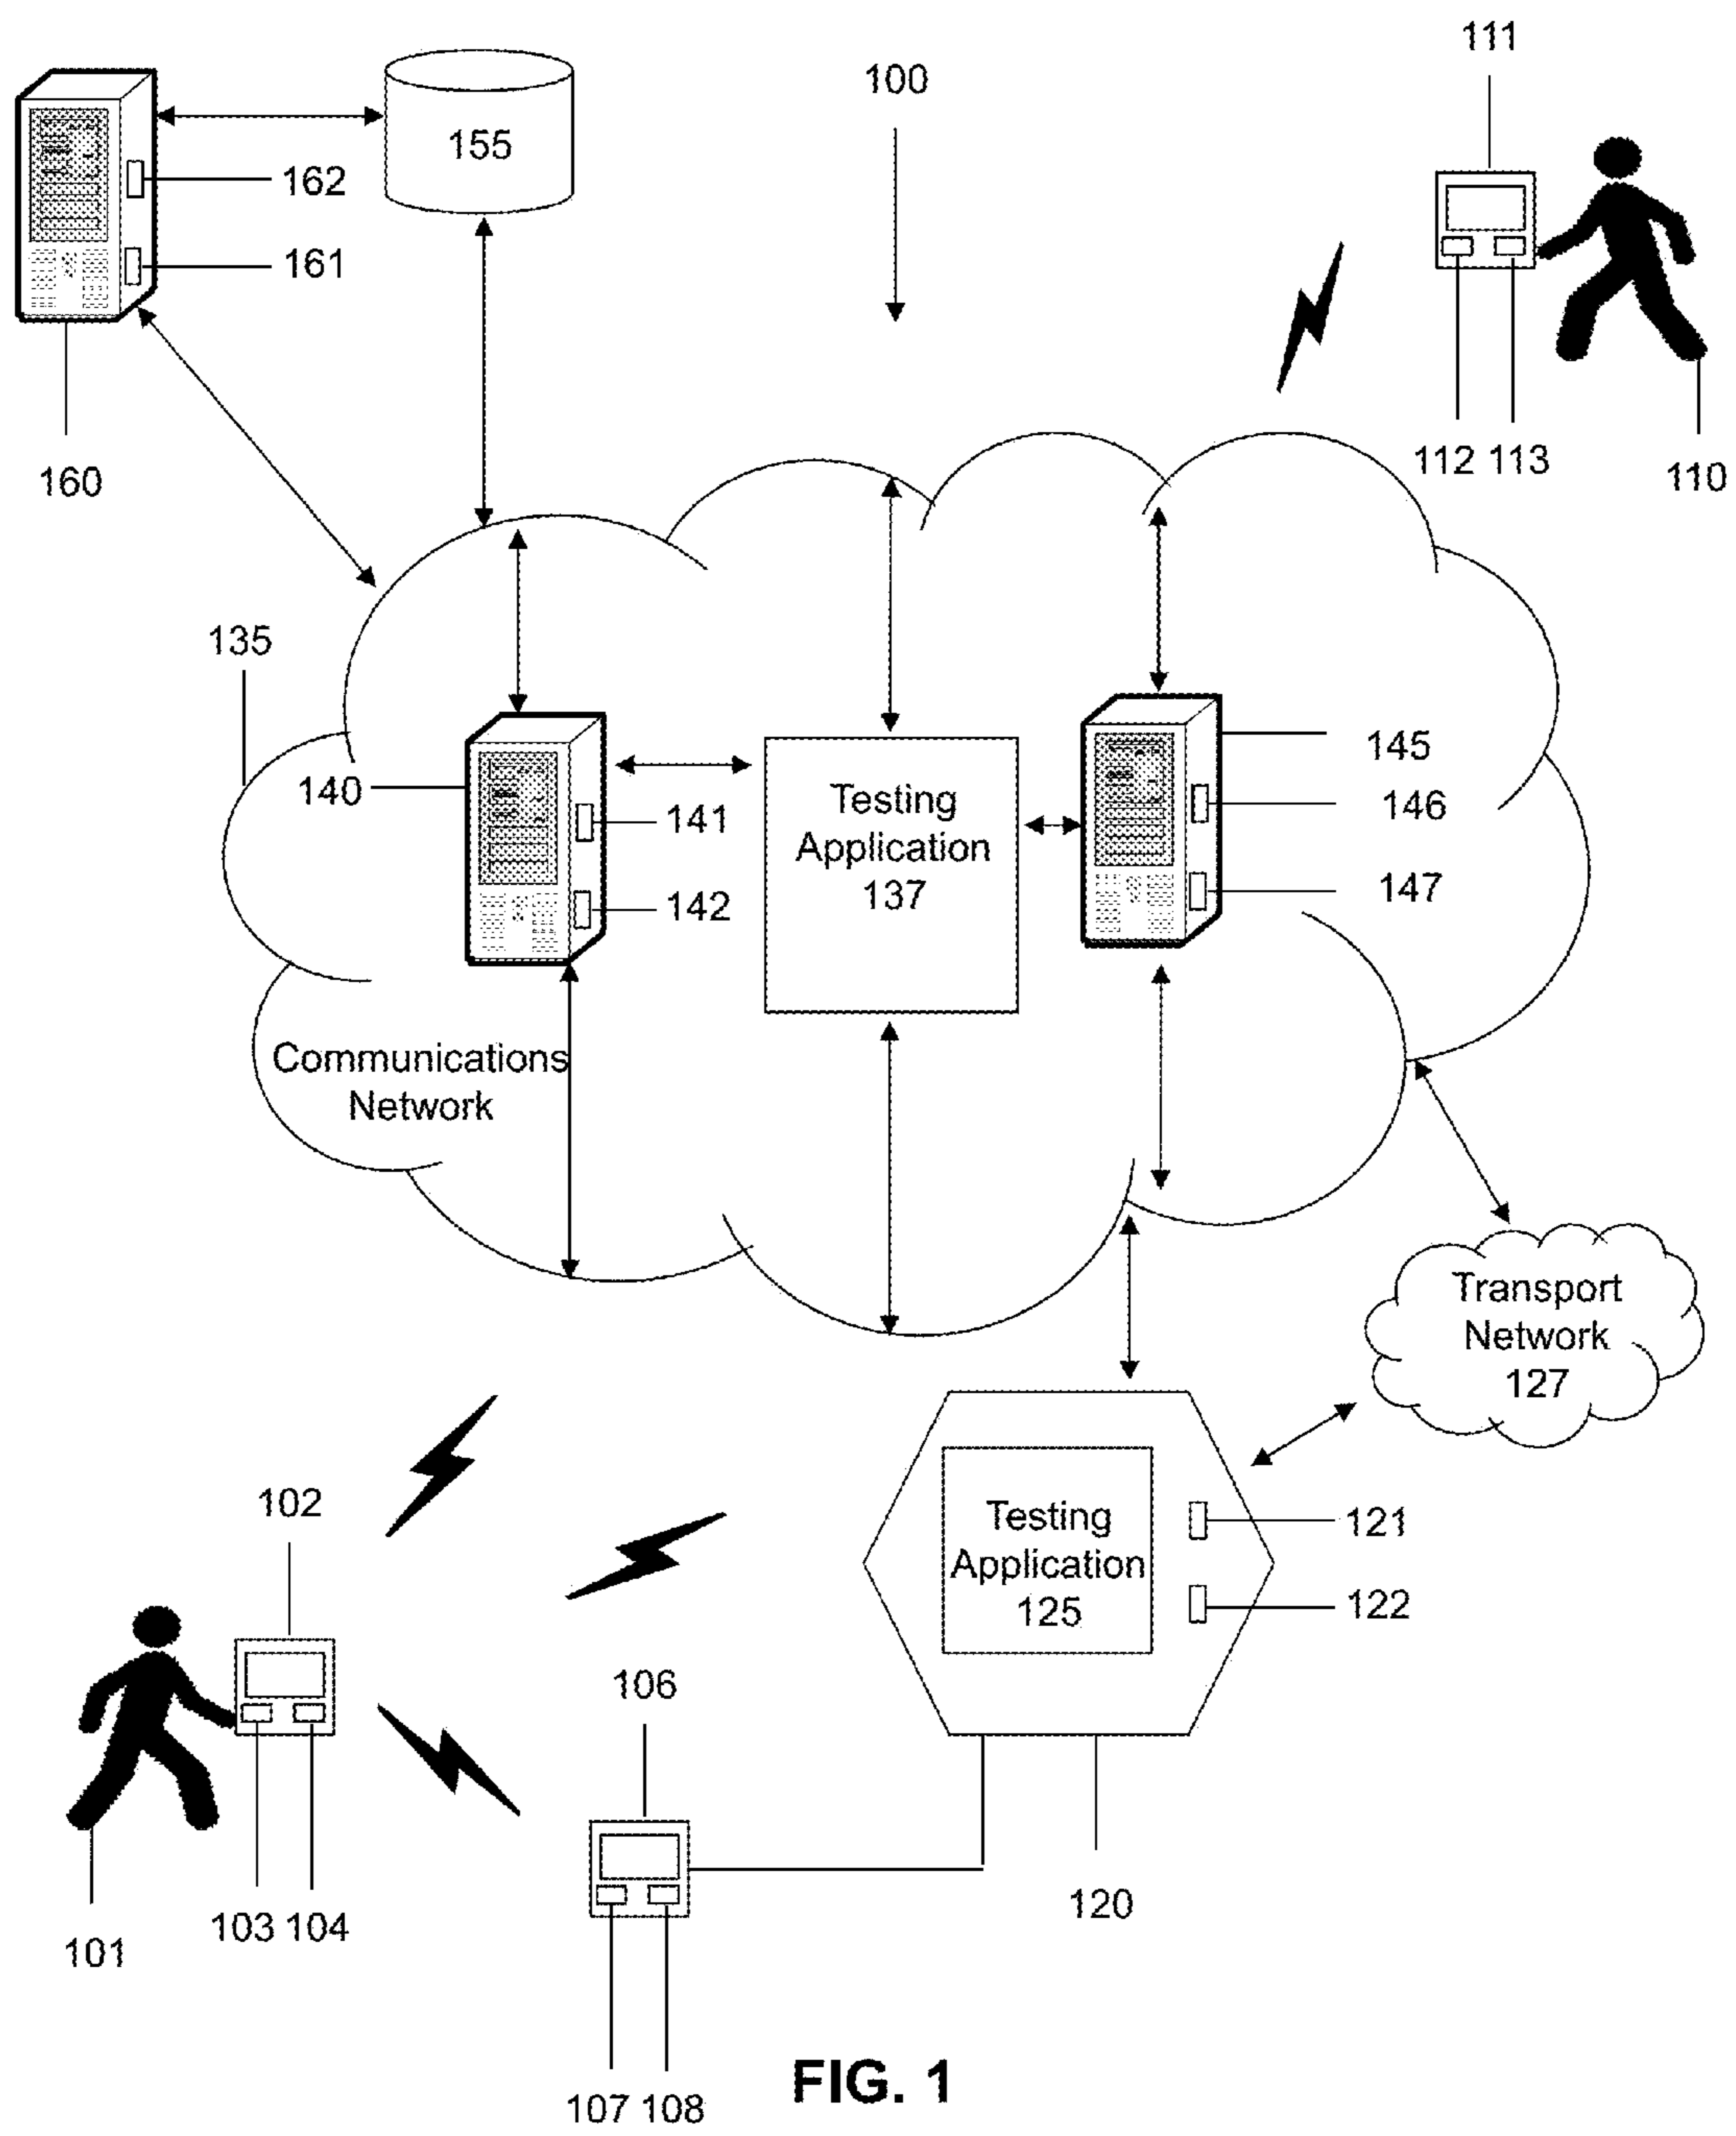 111
100
155
162
161
160
112 113
110
135
140
141
142
Testing
Application
137
145
146
147
Communications
Network
Transport
Network
127
Testing
Application
125
121
122
102
106
101
103 104
120
107 108
FIG. 1